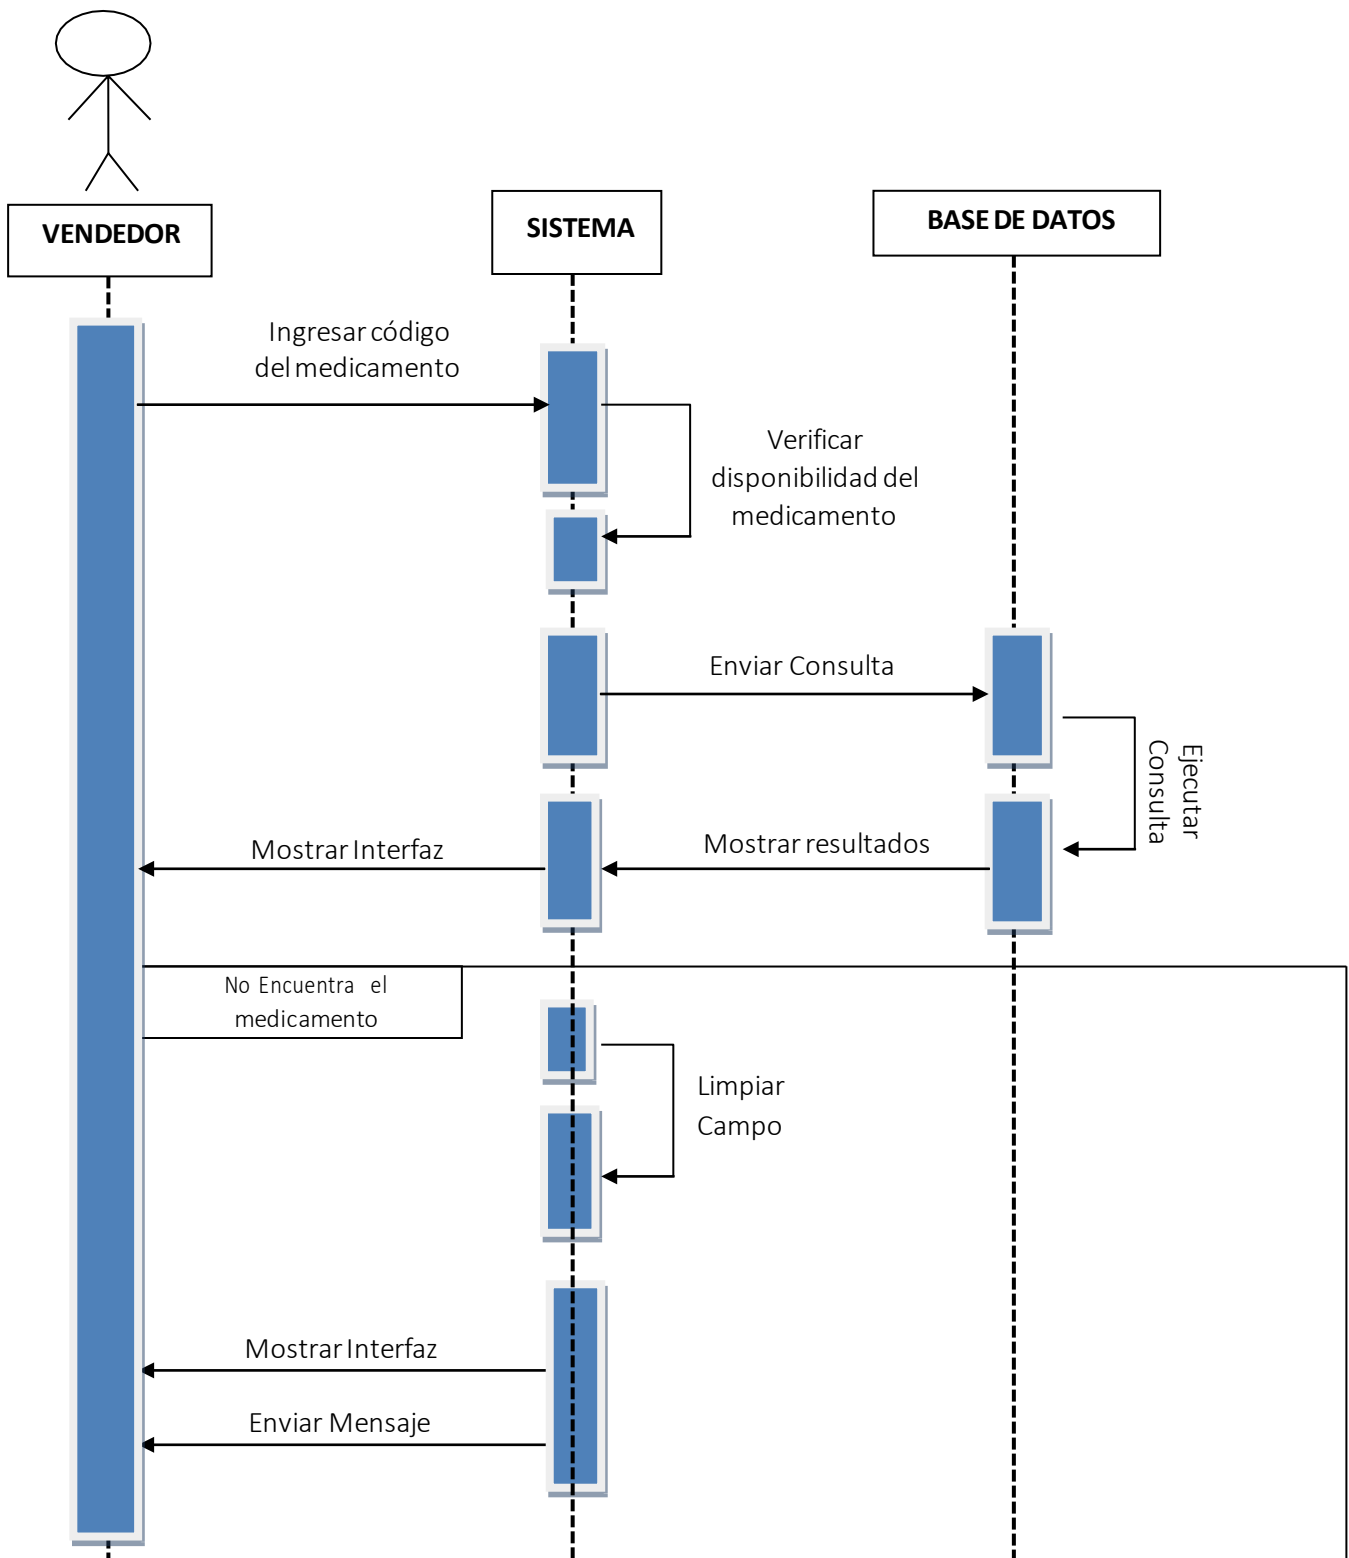 VENDEDOR
SISTEMA
BASE DE DATOS
Ingresar código
del medicamento
Verificar
disponibilidad del
medicamento
Enviar Consulta
Ejecutar
Consulta
Mostrar Interfaz
Mostrar resultados
No Encuentra el
medicamento
Limpiar
Campo
Mostrar Interfaz
Enviar Mensaje